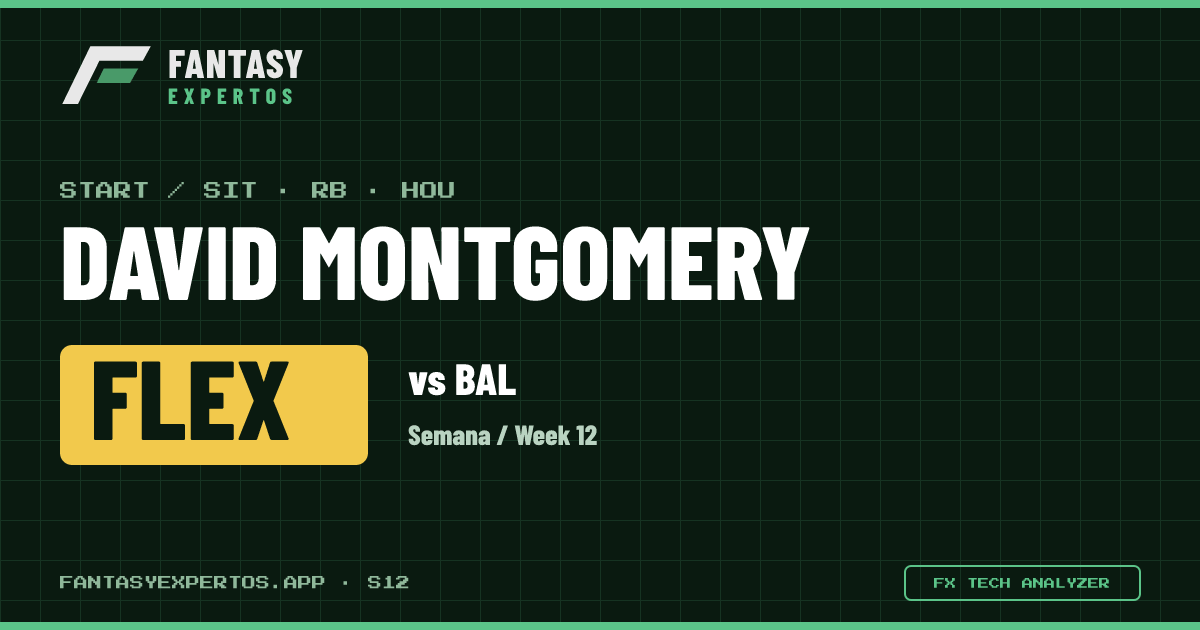 FANTASY
EXPERTOS
START / SIT · RB · HOU
DAVID MONTGOMERY
FLEX
vs BAL
Semana / Week 12
FANTASYEXPERTOS.APP · S12
FX TECH ANALYZER